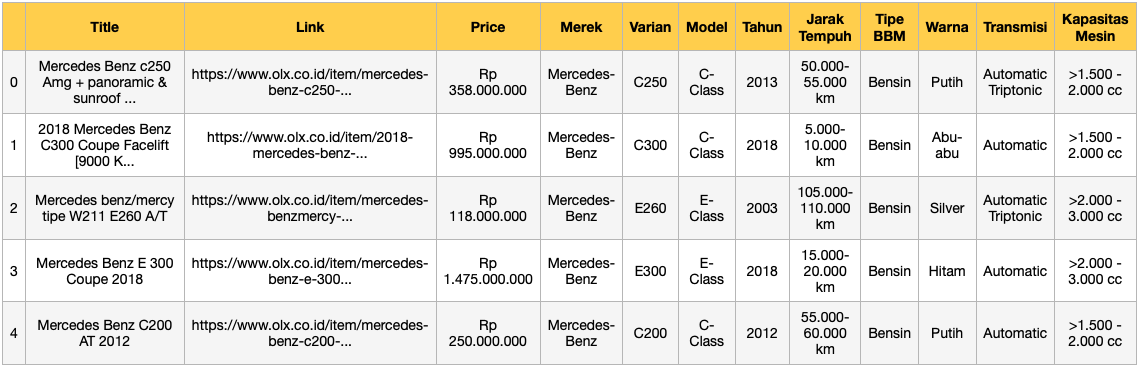 Title Link Price Merek Varian Model Tahun Jarak Tempuh Tipe BBM Warna Transmisi Kapasitas Mesin
0 Mercedes Benz c250 Amg + panoramic & sunroof ... https://www.olx.co.id/item/mercedes-benz-c250-... Rp 358.000.000 Mercedes-Benz C250 C-Class 2013 50.000-55.000 km Bensin Putih Automatic Triptonic >1.500 - 2.000 cc
1 2018 Mercedes Benz C300 Coupe Facelift [9000 K... https://www.olx.co.id/item/2018-mercedes-benz-... Rp 995.000.000 Mercedes-Benz C300 C-Class 2018 5.000-10.000 km Bensin Abu-abu Automatic >1.500 - 2.000 cc
2 Mercedes benz/mercy tipe W211 E260 A/T https://www.olx.co.id/item/mercedes-benzmercy-... Rp 118.000.000 Mercedes-Benz E260 E-Class 2003 105.000-110.000 km Bensin Silver Automatic Triptonic >2.000 - 3.000 cc
3 Mercedes Benz E 300 Coupe 2018 https://www.olx.co.id/item/mercedes-benz-e-300... Rp 1.475.000.000 Mercedes-Benz E300 E-Class 2018 15.000-20.000 km Bensin Hitam Automatic >2.000 - 3.000 cc
4 Mercedes Benz C200 AT 2012 https://www.olx.co.id/item/mercedes-benz-c200-... Rp 250.000.000 Mercedes-Benz C200 C-Class 2012 55.000-60.000 km Bensin Putih Automatic >1.500 - 2.000 cc